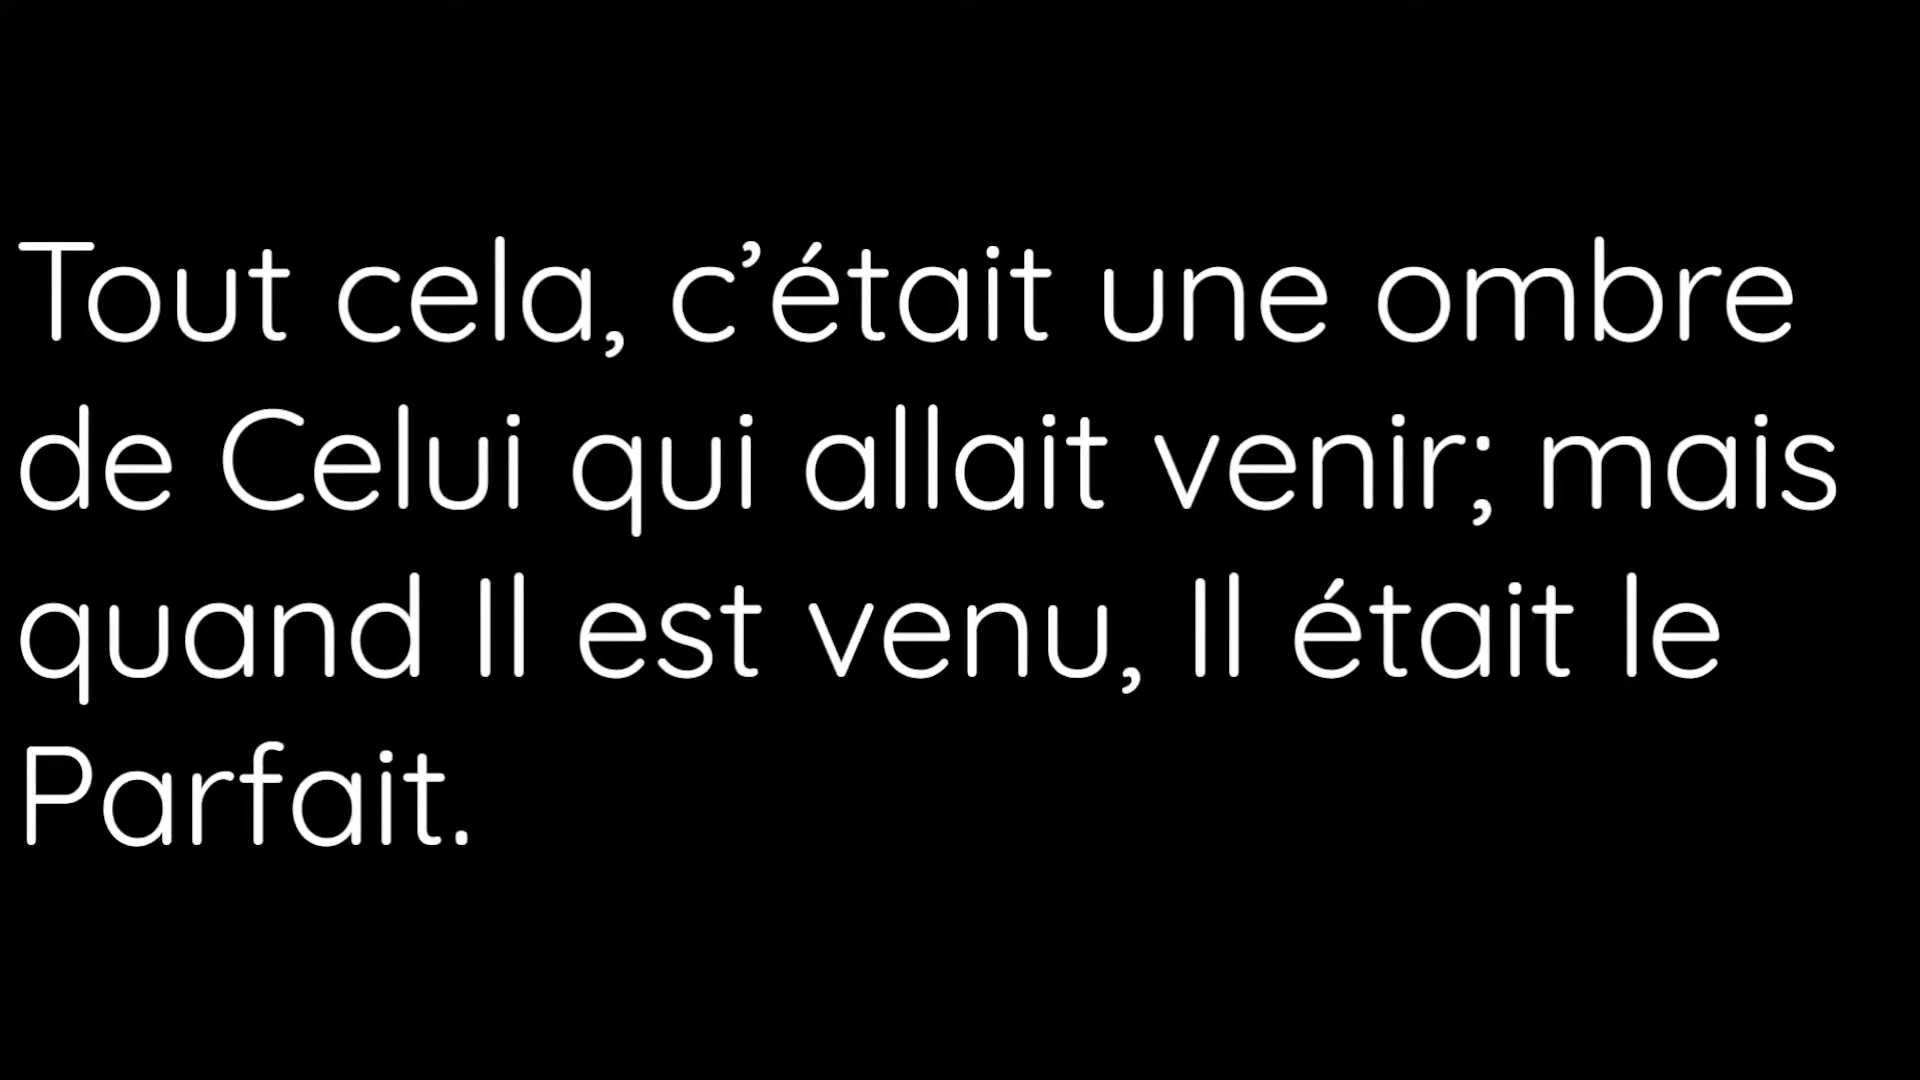 Tout cela, c’était une ombre
de Celui qui allait venir; mais
quand Il est venu, Il était le
Parfait.